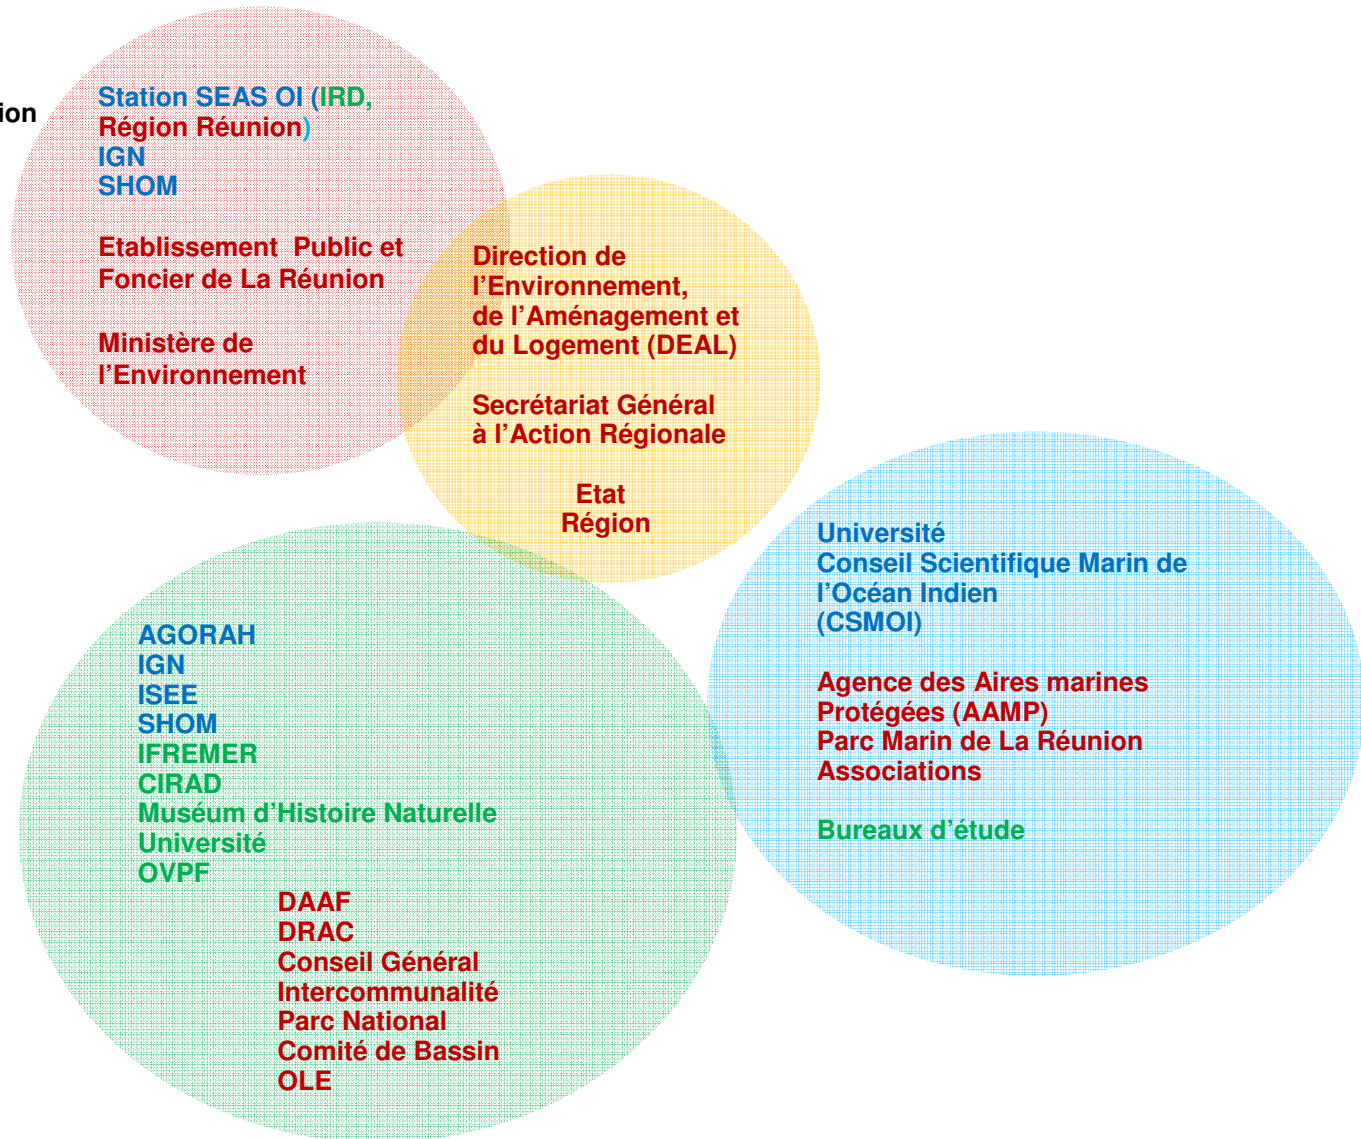 ion
Station SEAS OI (IRD,
Région Réunion)
IGN
SHOM
Etablissement Public et
Foncier de La Réunion
Ministère de
l'Environnement
Direction de
l'Environnement,
de l'Aménagement et
du Logement (DEAL)
Secrétariat Général
à l'Action Régionale
Etat
Région
Université
Conseil Scientifique Marin de
l'Océan Indien
(CSMOI)
Agence des Aires marines
Protégées (AAMP)
Parc Marin de La Réunion
Associations
Bureaux d'étude
AGORAH
IGN
ISEE
SHOM
IFREMER
CIRAD
Muséum d'Histoire Naturelle
Université
OVPF
DAAF
DRAC
Conseil Général
Intercommunalité
Parc National
Comité de Bassin
OLE